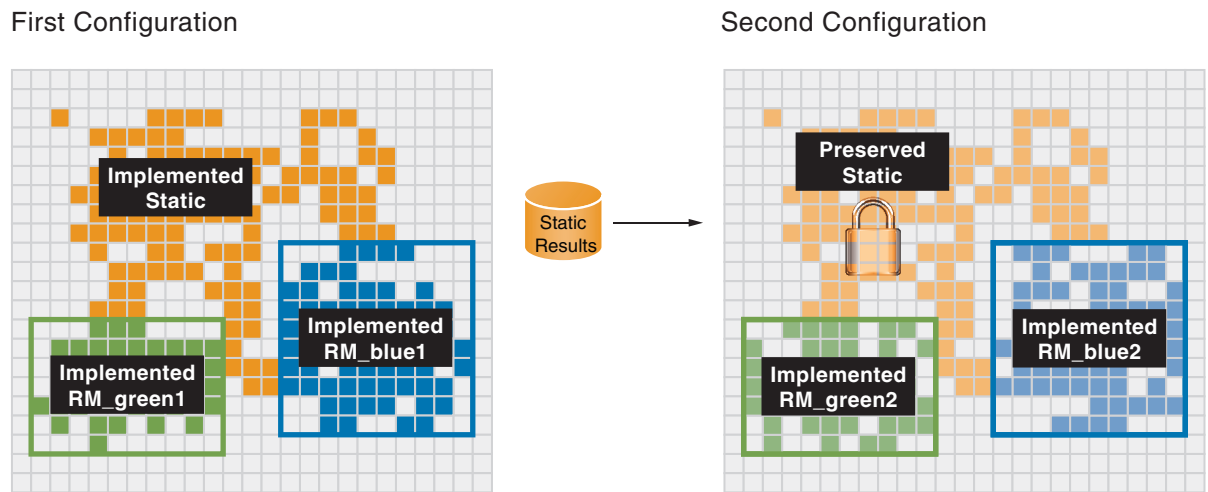 First Configuration
Second Configuration
Implemented
Static
Preserved
Static
Static
Results
Implemented
RM_blue1
Implemented
RM_green1
Implemented
RM_blue2
Implemented
RM_green2